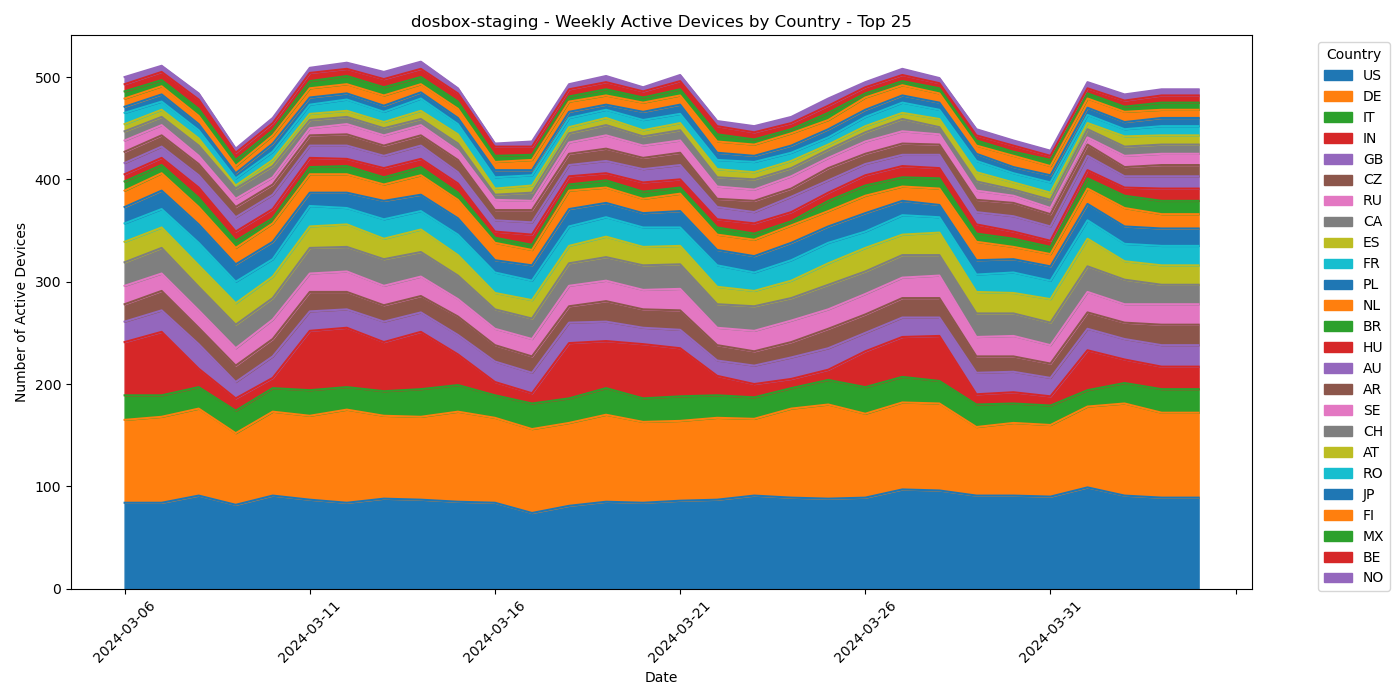 dosbox-staging - Weekly Active Devices by Country - Top 25
Number of Active Devices
500
400
300
200
100
0
2024-03-06
2024-03-11
2024-03-16
2024-03-21
2024-03-26
2024-03-31
Date
Country
US
DE
IT
IN
GB
CZ
RU
CA
ES
FR
PL
NL
BR
HU
AU
AR
SE
CH
AT
RO
JP
FI
MX
BE
NO